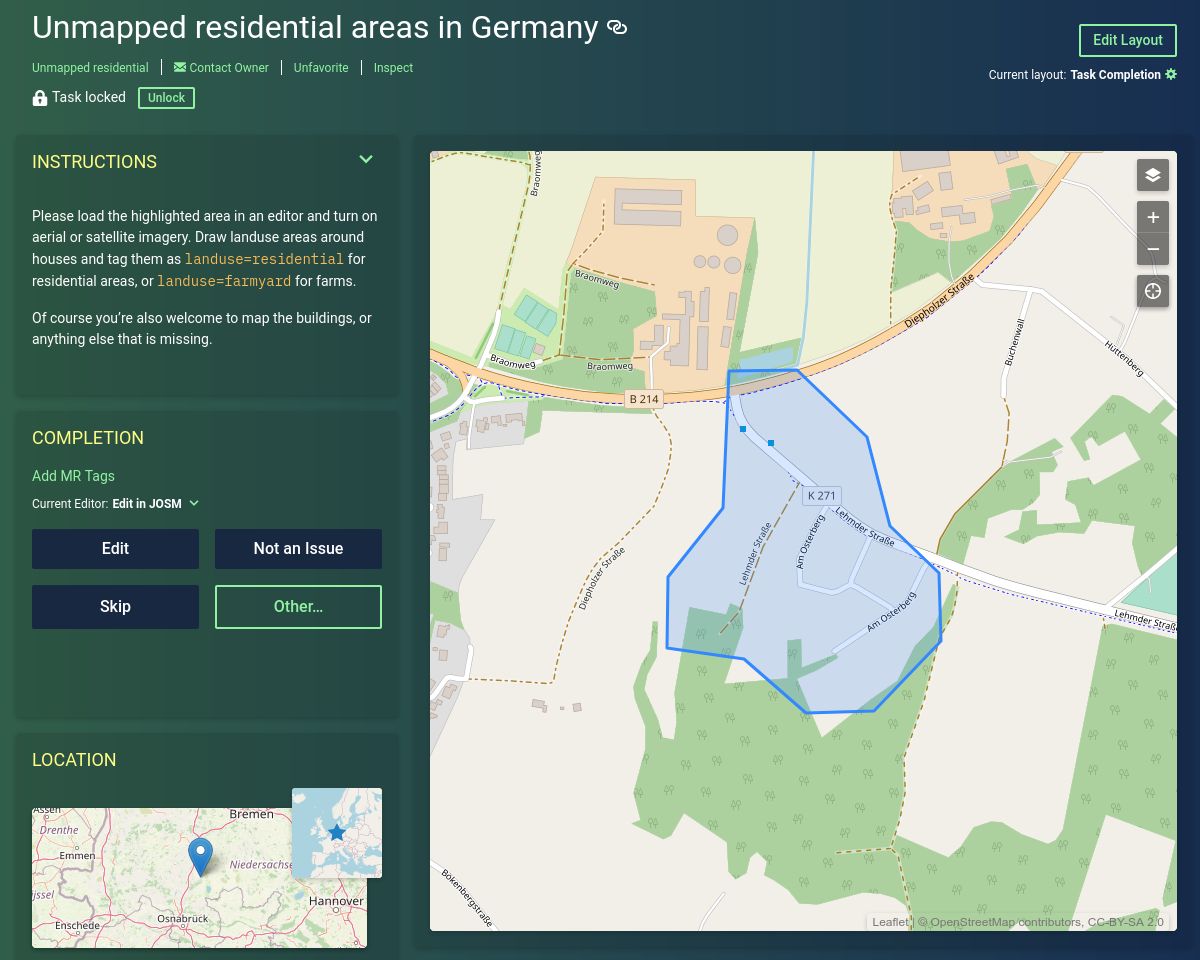 Unmapped residential areas in Germany
Unmapped residential
Contact Owner
Unfavorite
Inspect
Task locked
Unlock
Edit Layout
Current layout: Task Completion
INSTRUCTIONS
Please load the highlighted area in an editor and turn on
aerial or satellite imagery. Draw landuse areas around
houses and tag them as landuse=residential for
residential areas, or landuse=farmyard for farms.
Of course you’re also welcome to map the buildings, or
anything else that is missing.
COMPLETION
Add MR Tags
Current Editor: Edit in JOSM
Edit
Not an Issue
Skip
Other…
LOCATION
Assen
Drenthe
Emmen
Enschede
Bremen
Osnabrück
Hannover
Braomweg
Braomweg
Braomweg
Braomweg
B 214
Diepholzer Straße
Buchenwall
Huttenberg
K 271
Lehmder Straße
Lehmder Straße
Am Osterberg
Am Osterberg
Diepholzer Straße
Lehmder Straße
Bokenbergstraße
+
−
Leaflet | © OpenStreetMap contributors, CC-BY-SA 2.0